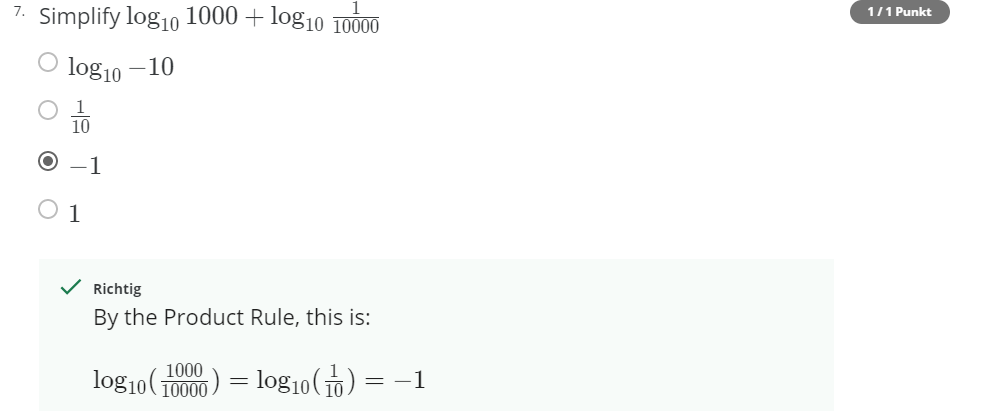 7. Simplify log₁₀ 1000 + log₁₀ 1/10000
1 / 1 Punkt
log₁₀ −10
1/10
−1
1
Richtig
By the Product Rule, this is:
log₁₀(1000/10000) = log₁₀(1/10) = −1